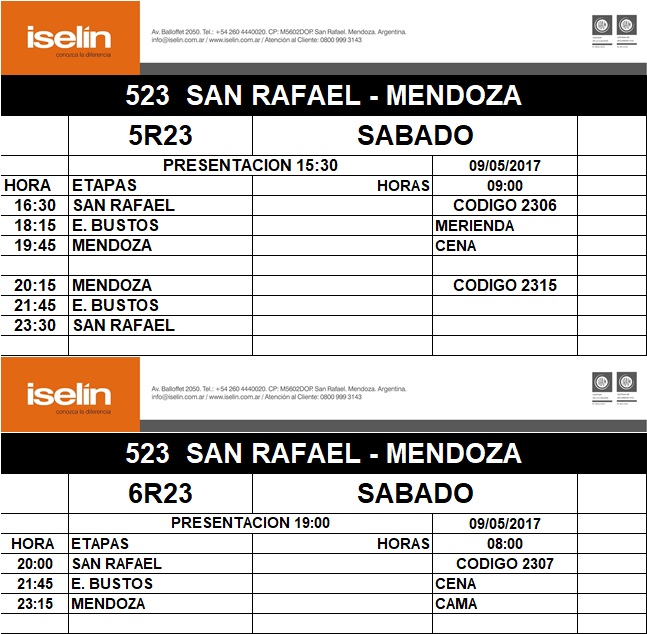 iselín
conozca la diferencia
Av. Balloffet 2050. Tel.: +54 260 4440020. CP: M5602DOP. San Rafael. Mendoza. Argentina.
info@iselin.com.ar / www.iselin.com.ar / Atención al Cliente: 0800 999 3143
523 SAN RAFAEL - MENDOZA
5R23 SABADO
PRESENTACION 15:30 09/05/2017
HORA ETAPAS HORAS 09:00
16:30 SAN RAFAEL CODIGO 2306
18:15 E. BUSTOS MERIENDA
19:45 MENDOZA CENA
20:15 MENDOZA CODIGO 2315
21:45 E. BUSTOS
23:30 SAN RAFAEL
iselín
conozca la diferencia
Av. Balloffet 2050. Tel.: +54 260 4440020. CP: M5602DOP. San Rafael. Mendoza. Argentina.
info@iselin.com.ar / www.iselin.com.ar / Atención al Cliente: 0800 999 3143
523 SAN RAFAEL - MENDOZA
6R23 SABADO
PRESENTACION 19:00 09/05/2017
HORA ETAPAS HORAS 08:00
20:00 SAN RAFAEL CODIGO 2307
21:45 E. BUSTOS CENA
23:15 MENDOZA CAMA